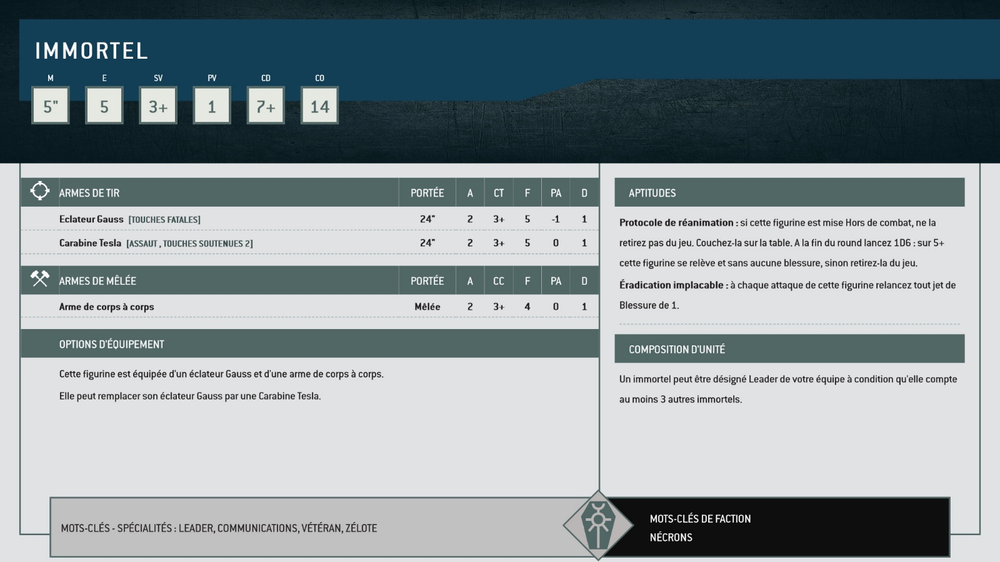 IMMORTEL
M E SV PV CD CO
5" 5 3+ 1 7+ 14
ARMES DE TIR PORTÉE A CT F PA D
Eclateur Gauss [TOUCHES FATALES] 24" 2 3+ 5 -1 1
Carabine Tesla [ASSAUT , TOUCHES SOUTENUES 2] 24" 2 3+ 5 0 1
ARMES DE MÊLÉE PORTÉE A CC F PA D
Arme de corps à corps Mêlée 2 3+ 4 0 1
OPTIONS D'ÉQUIPEMENT
Cette figurine est équipée d'un éclateur Gauss et d'une arme de corps à corps.
Elle peut remplacer son éclateur Gauss par une Carabine Tesla.
APTITUDES
Protocole de réanimation : si cette figurine est mise Hors de combat, ne la
retirez pas du jeu. Couchez-la sur la table. A la fin du round lancez 1D6 : sur 5+
cette figurine se relève et sans aucune blessure, sinon retirez-la du jeu.
Éradication implacable : à chaque attaque de cette figurine relancez tout jet de
Blessure de 1.
COMPOSITION D'UNITÉ
Un immortel peut être désigné Leader de votre équipe à condition qu'elle compte
au moins 3 autres immortels.
MOTS-CLÉS - SPÉCIALITÉS : LEADER, COMMUNICATIONS, VÉTÉRAN, ZÉLOTE
MOTS-CLÉS DE FACTION
NÉCRONS